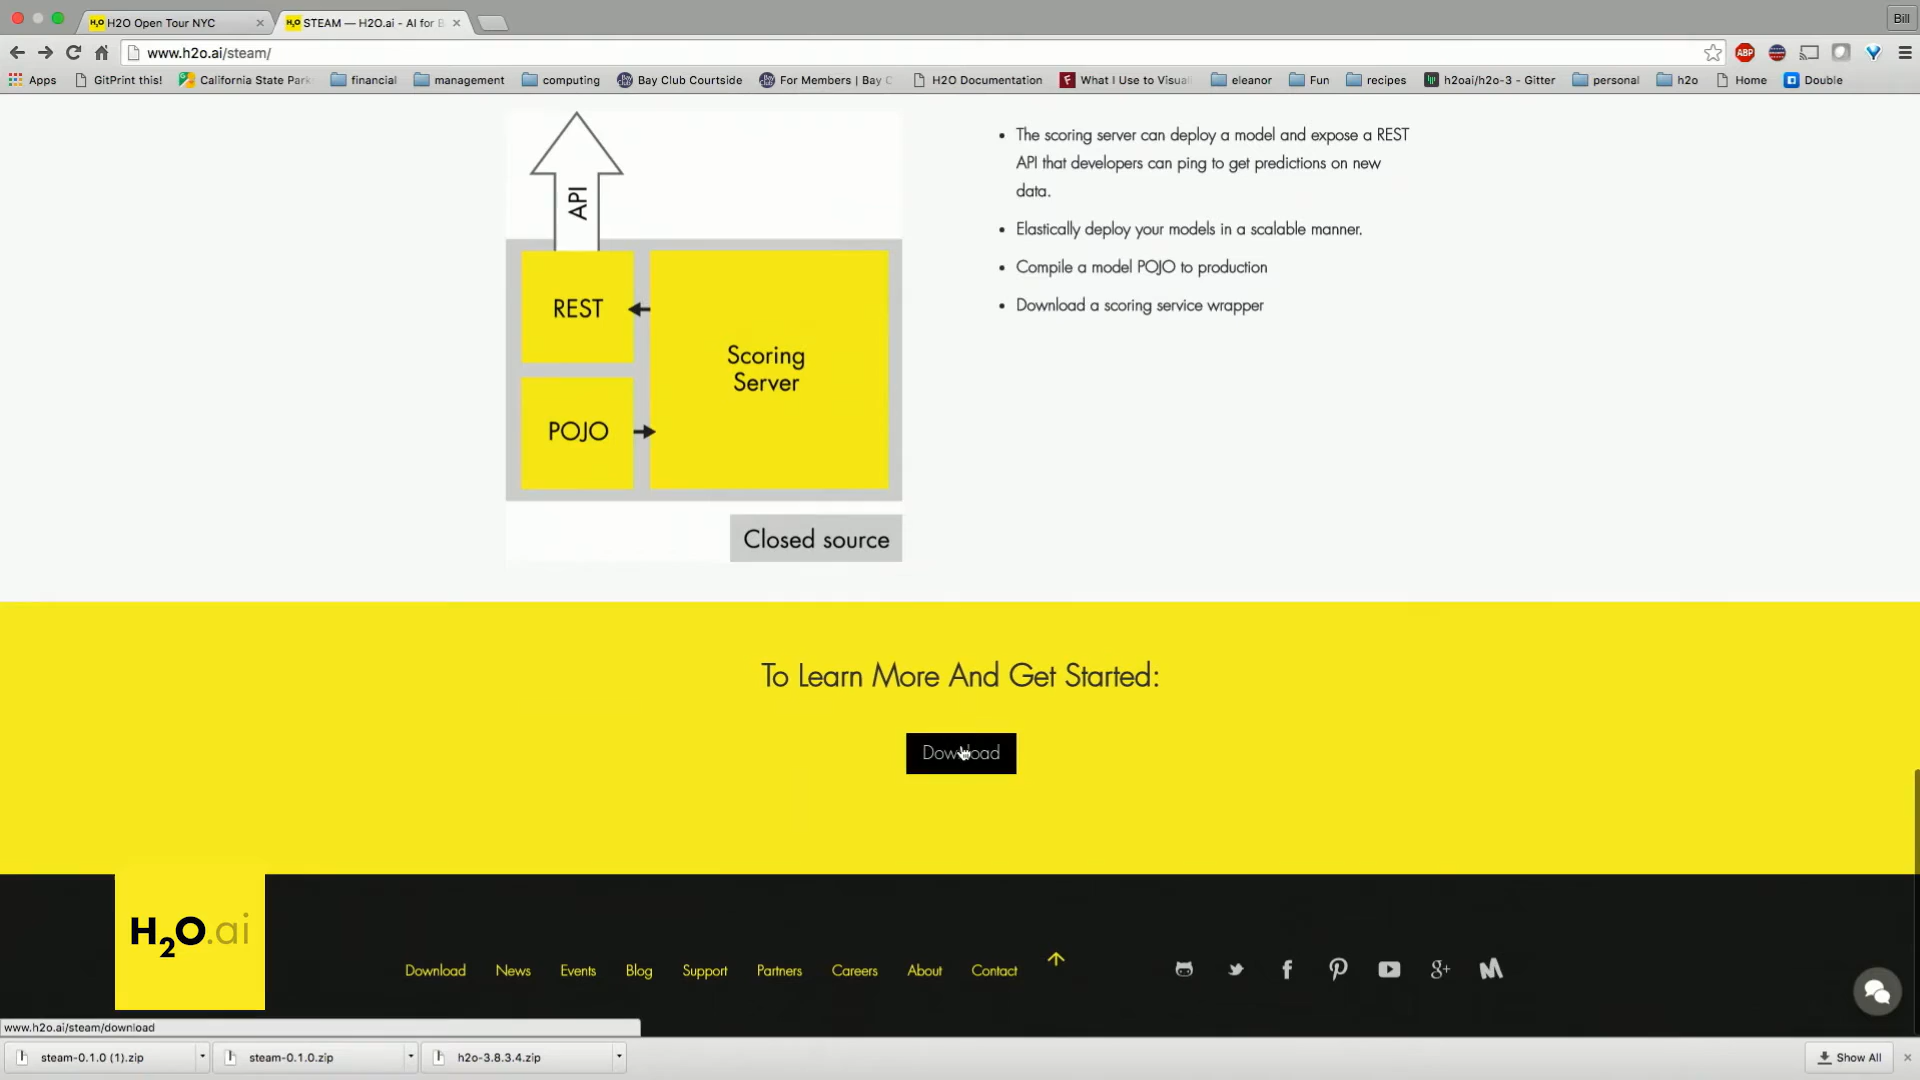 H2O Open Tour NYC
STEAM — H2O.ai - AI for B
Bill
www.h2o.ai/steam/
Apps
GitPrint this!
California State Park
financial
management
computing
Bay Club Courtside
For Members | Bay C
H2O Documentation
What I Use to Visual
eleanor
Fun
recipes
h2oai/h2o-3 - Gitter
personal
h2o
Home
Double
API
REST
POJO
Scoring
Server
Closed source
• The scoring server can deploy a model and expose a REST
API that developers can ping to get predictions on new
data.
• Elastically deploy your models in a scalable manner.
• Compile a model POJO to production
• Download a scoring service wrapper
To Learn More And Get Started:
Download
H2O.ai
Download
News
Events
Blog
Support
Partners
Careers
About
Contact
www.h2o.ai/steam/download
steam-0.1.0 (1).zip
steam-0.1.0.zip
h2o-3.8.3.4.zip
Show All